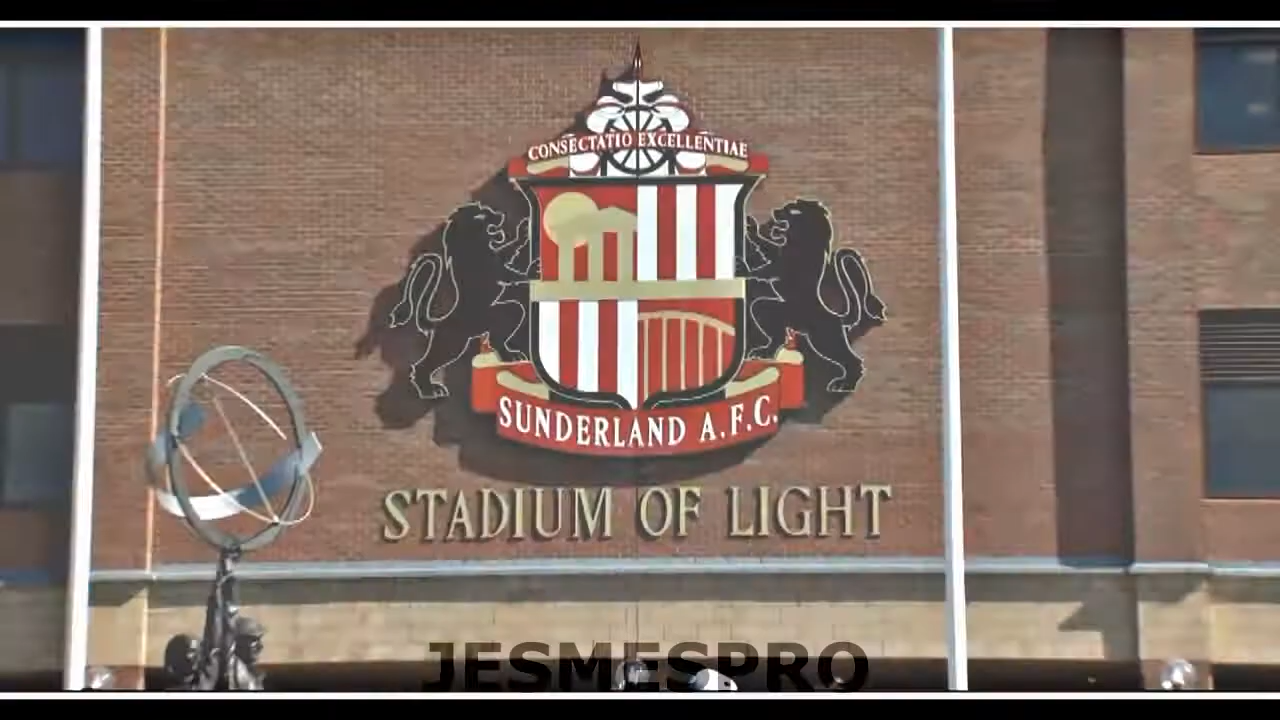 CONSECTATIO EXCELLENTIAE
SUNDERLAND A.F.C.
STADIUM OF LIGHT
JESMESPRO